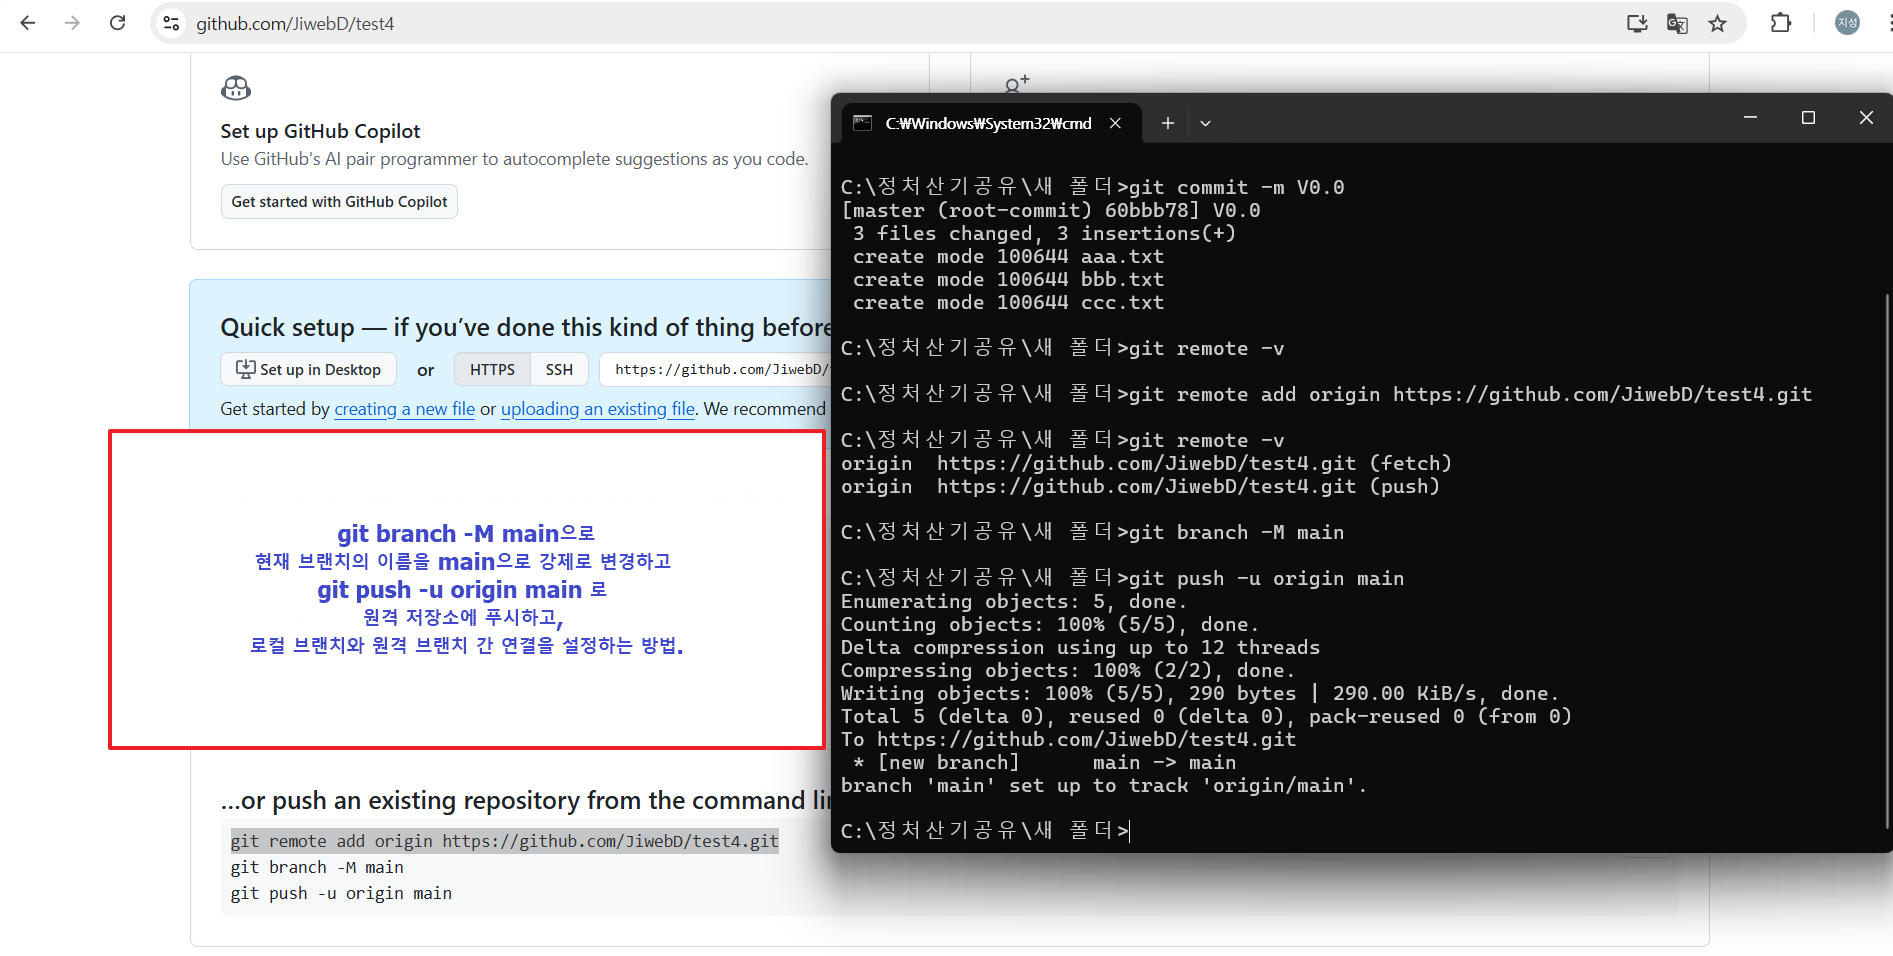 github.com/JiwebD/test4
지성
Set up GitHub Copilot
Use GitHub's AI pair programmer to autocomplete suggestions as you code.
Get started with GitHub Copilot
Quick setup — if you've done this kind of thing before
Set up in Desktop or HTTPS SSH https://github.com/JiwebD/
Get started by creating a new file or uploading an existing file. We recommend
git branch -M main으로
현재 브랜치의 이름을 main으로 강제로 변경하고
git push -u origin main 로
원격 저장소에 푸시하고,
로컬 브랜치와 원격 브랜치 간 연결을 설정하는 방법.
...or push an existing repository from the command
git remote add origin https://github.com/JiwebD/test4.git
git branch -M main
git push -u origin main
C:₩Windows₩System32₩cmd
C:\정처산기공유\새 폴더>git commit -m V0.0
[master (root-commit) 60bbb78] V0.0
3 files changed, 3 insertions(+)
create mode 100644 aaa.txt
create mode 100644 bbb.txt
create mode 100644 ccc.txt
C:\정처산기공유\새 폴더>git remote -v
C:\정처산기공유\새 폴더>git remote add origin https://github.com/JiwebD/test4.git
C:\정처산기공유\새 폴더>git remote -v
origin  https://github.com/JiwebD/test4.git (fetch)
origin  https://github.com/JiwebD/test4.git (push)
C:\정처산기공유\새 폴더>git branch -M main
C:\정처산기공유\새 폴더>git push -u origin main
Enumerating objects: 5, done.
Counting objects: 100% (5/5), done.
Delta compression using up to 12 threads
Compressing objects: 100% (2/2), done.
Writing objects: 100% (5/5), 290 bytes | 290.00 KiB/s, done.
Total 5 (delta 0), reused 0 (delta 0), pack-reused 0 (from 0)
To https://github.com/JiwebD/test4.git
* [new branch]      main -> main
branch 'main' set up to track 'origin/main'.
C:\정처산기공유\새 폴더>